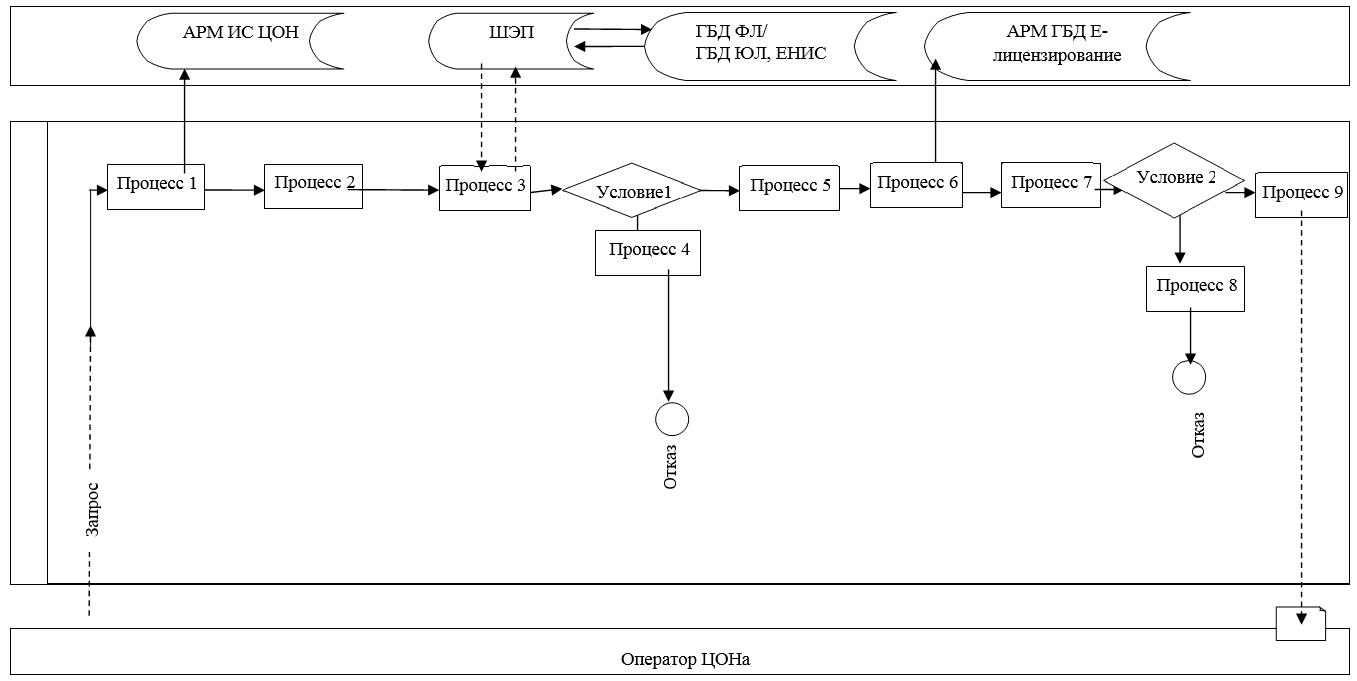 АРМ ИС ЦОН
ШЭП
ГБД ФЛ/
ГБД ЮЛ, ЕНИС
АРМ ГБД Е-
лицензирование
Процесс 1
Процесс 2
Процесс 3
Условие1
Процесс 5
Процесс 6
Процесс 7
Условие 2
Процесс 9
Процесс 4
Процесс 8
Отказ
Отказ
Запрос
Оператор ЦОНа